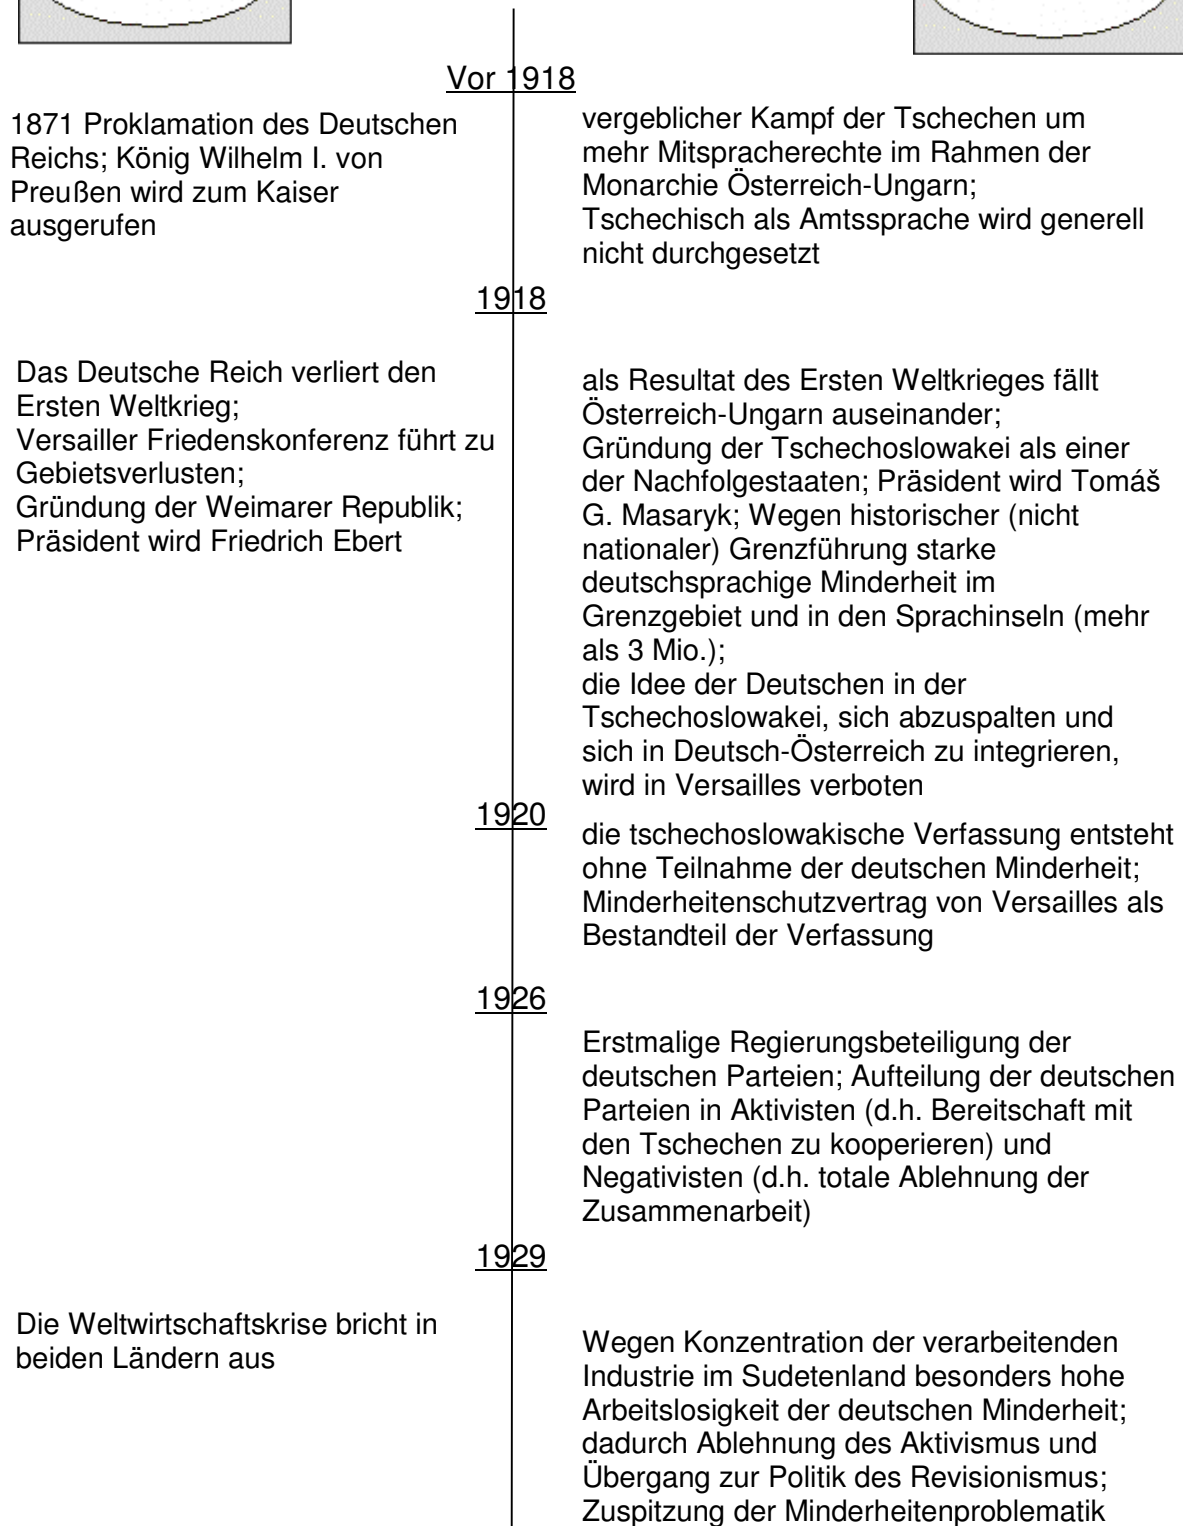 Vor 1918
1871 Proklamation des Deutschen
Reichs; König Wilhelm I. von
Preußen wird zum Kaiser
ausgerufen
vergeblicher Kampf der Tschechen um
mehr Mitspracherechte im Rahmen der
Monarchie Österreich-Ungarn;
Tschechisch als Amtssprache wird generell
nicht durchgesetzt
1918
Das Deutsche Reich verliert den
Ersten Weltkrieg;
Versailler Friedenskonferenz führt zu
Gebietsverlusten;
Gründung der Weimarer Republik;
Präsident wird Friedrich Ebert
als Resultat des Ersten Weltkrieges fällt
Österreich-Ungarn auseinander;
Gründung der Tschechoslowakei als einer
der Nachfolgestaaten; Präsident wird Tomáš
G. Masaryk; Wegen historischer (nicht
nationaler) Grenzführung starke
deutschsprachige Minderheit im
Grenzgebiet und in den Sprachinseln (mehr
als 3 Mio.);
die Idee der Deutschen in der
Tschechoslowakei, sich abzuspalten und
sich in Deutsch-Österreich zu integrieren,
wird in Versailles verboten
1920
die tschechoslowakische Verfassung entsteht
ohne Teilnahme der deutschen Minderheit;
Minderheitenschutzvertrag von Versailles als
Bestandteil der Verfassung
1926
Erstmalige Regierungsbeteiligung der
deutschen Parteien; Aufteilung der deutschen
Parteien in Aktivisten (d.h. Bereitschaft mit
den Tschechen zu kooperieren) und
Negativisten (d.h. totale Ablehnung der
Zusammenarbeit)
1929
Die Weltwirtschaftskrise bricht in
beiden Ländern aus
Wegen Konzentration der verarbeitenden
Industrie im Sudetenland besonders hohe
Arbeitslosigkeit der deutschen Minderheit;
dadurch Ablehnung des Aktivismus und
Übergang zur Politik des Revisionismus;
Zuspitzung der Minderheitenproblematik